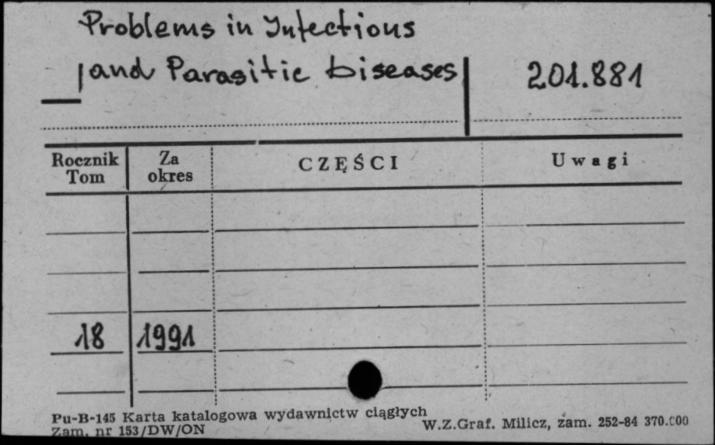 Problems in Infectious
and Parasitic Diseases
201.881
Rocznik Tom
Za okres
CZĘŚCI
Uwagi
18 1991
Pu-B-145 Karta katalogowa wydawnictw ciągłych
Zam. nr 153/DW/ON
W.Z.Graf. Milicz, zam. 252-84 370.000